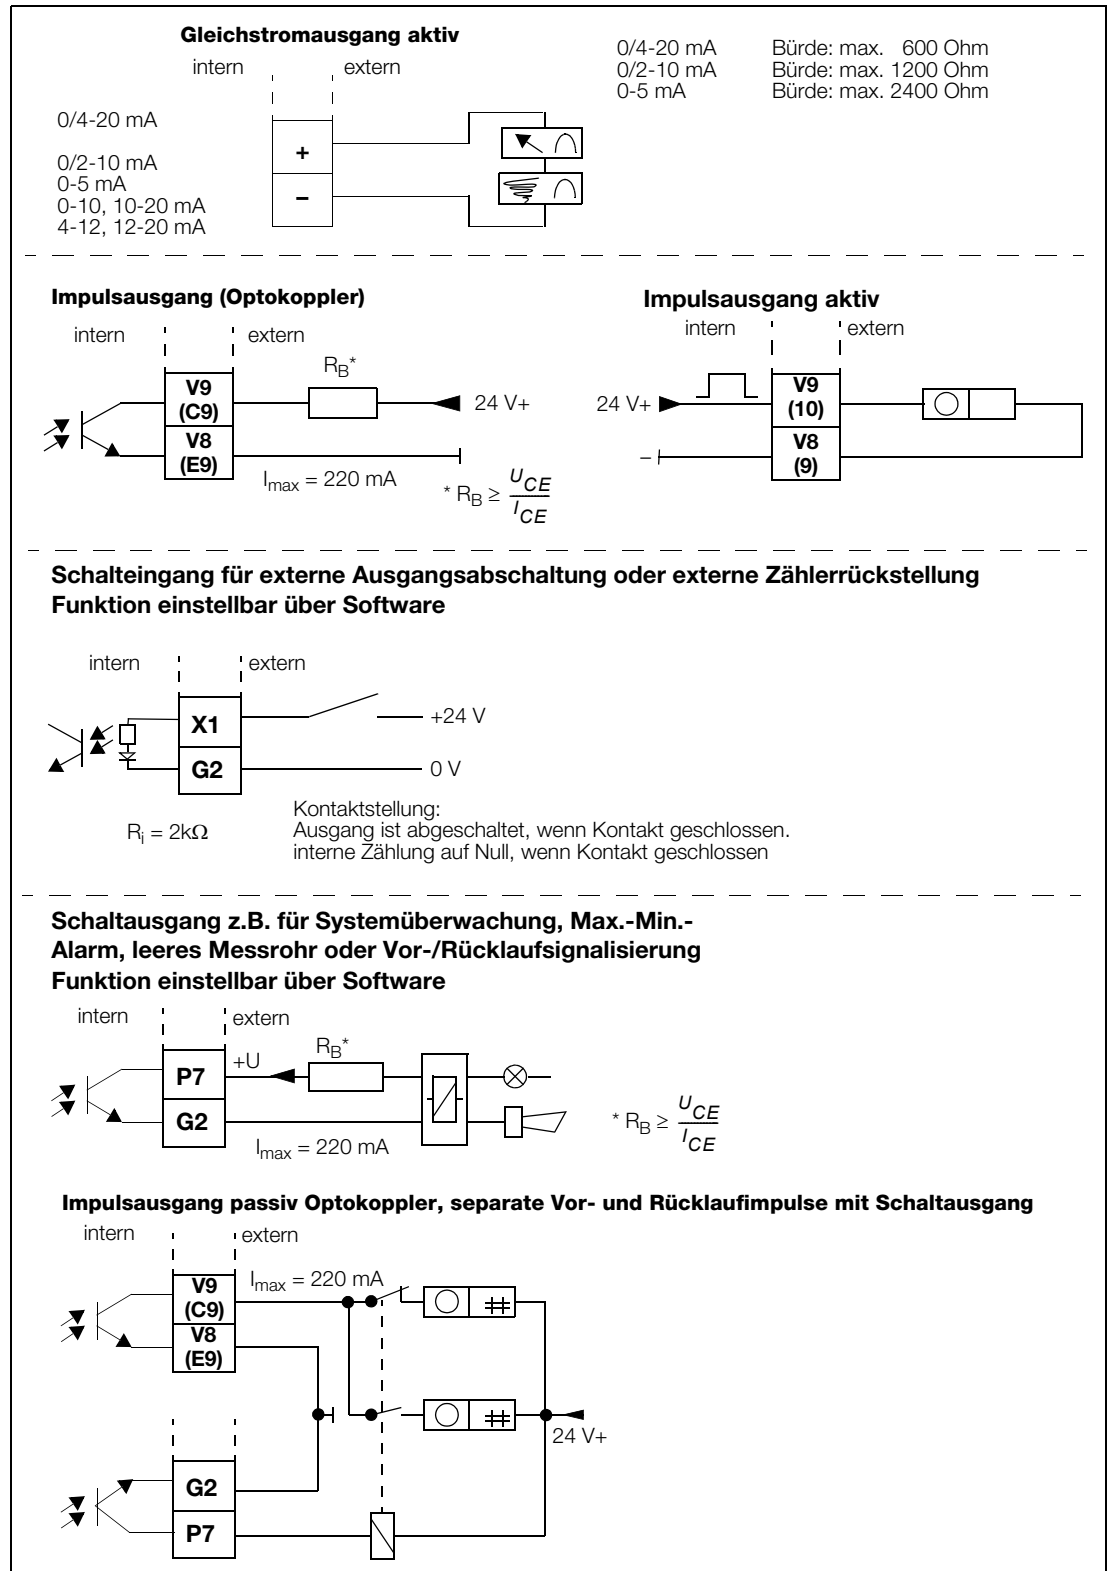 Gleichstromausgang aktiv
intern extern
0/4-20 mA Bürde: max. 600 Ohm
0/2-10 mA Bürde: max. 1200 Ohm
0-5 mA Bürde: max. 2400 Ohm
0/4-20 mA
0/2-10 mA
0-5 mA
0-10, 10-20 mA
4-12, 12-20 mA
+
−
Impulsausgang (Optokoppler)
intern extern
V9
(C9)
V8
(E9)
RB*
24 V+
Imax = 220 mA
* RB ≥ UCE / ICE
Impulsausgang aktiv
intern extern
24 V+
−
V9
(10)
V8
(9)
Schalteingang für externe Ausgangsabschaltung oder externe Zählerrückstellung
Funktion einstellbar über Software
intern extern
X1
G2
+24 V
0 V
Ri = 2kΩ
Kontaktstellung:
Ausgang ist abgeschaltet, wenn Kontakt geschlossen.
interne Zählung auf Null, wenn Kontakt geschlossen
Schaltausgang z.B. für Systemüberwachung, Max.-Min.-
Alarm, leeres Messrohr oder Vor-/Rücklaufsignalisierung
Funktion einstellbar über Software
intern extern
P7
G2
+U
RB*
Imax = 220 mA
* RB ≥ UCE / ICE
Impulsausgang passiv Optokoppler, separate Vor- und Rücklaufimpulse mit Schaltausgang
intern extern
V9
(C9)
V8
(E9)
Imax = 220 mA
24 V+
G2
P7